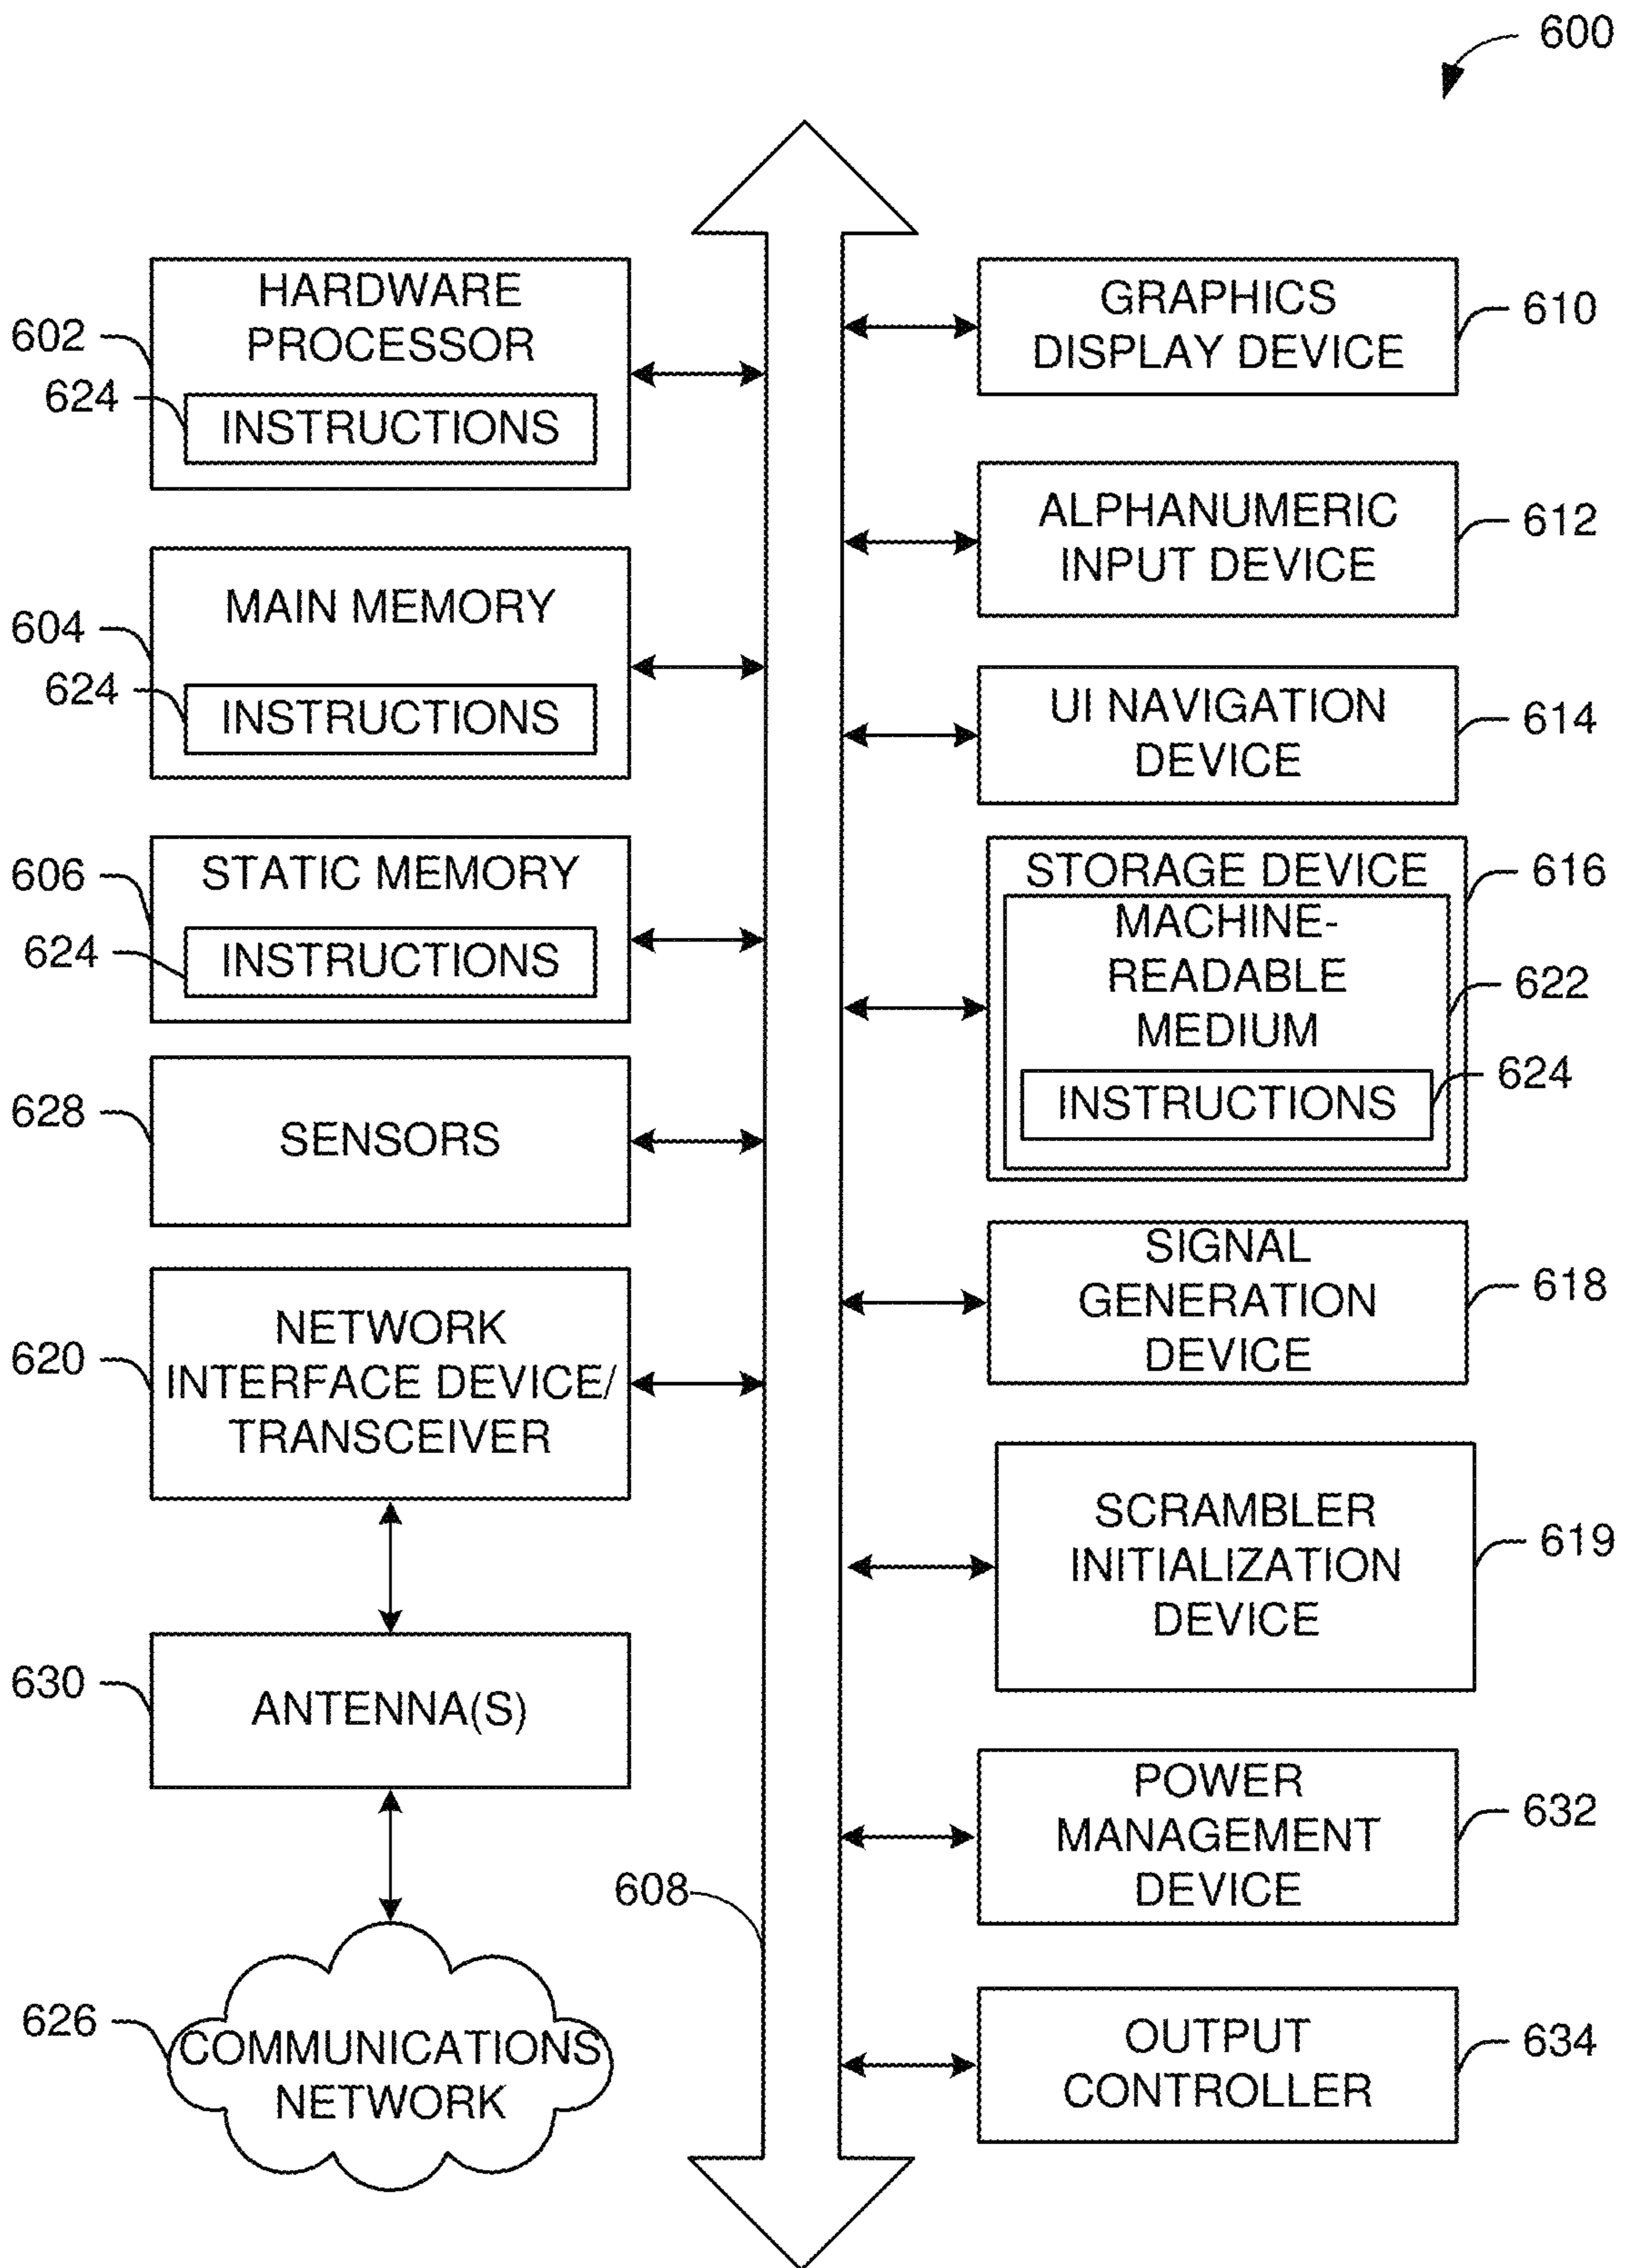 600
HARDWARE
PROCESSOR
602
624
INSTRUCTIONS
MAIN MEMORY
604
624
INSTRUCTIONS
STATIC MEMORY
606
624
INSTRUCTIONS
628
SENSORS
NETWORK
INTERFACE DEVICE/
TRANSCEIVER
620
630
ANTENNA(S)
608
626
COMMUNICATIONS
NETWORK
GRAPHICS
DISPLAY DEVICE
610
ALPHANUMERIC
INPUT DEVICE
612
UI NAVIGATION
DEVICE
614
STORAGE DEVICE
616
MACHINE-
READABLE
MEDIUM
622
INSTRUCTIONS
624
SIGNAL
GENERATION
DEVICE
618
SCRAMBLER
INITIALIZATION
DEVICE
619
POWER
MANAGEMENT
DEVICE
632
OUTPUT
CONTROLLER
634